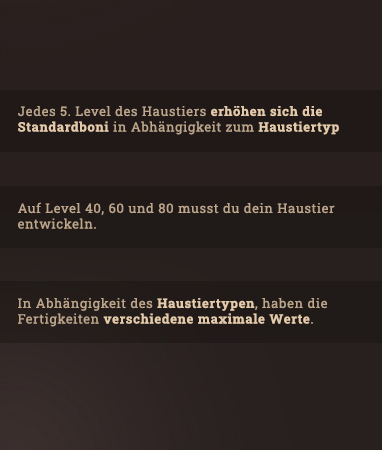 Jedes 5. Level des Haustiers erhöhen sich die
Standardboni in Abhängigkeit zum Haustiertyp
Auf Level 40, 60 und 80 musst du dein Haustier
entwickeln.
In Abhängigkeit des Haustiertypen, haben die
Fertigkeiten verschiedene maximale Werte.